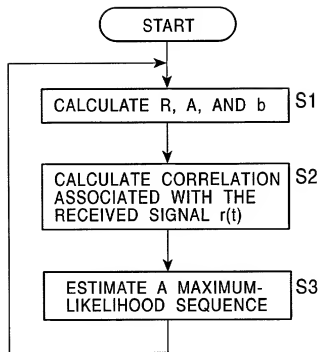 START
CALCULATE R, A, AND b S1
CALCULATE CORRELATION S2
ASSOCIATED WITH THE
RECEIVED SIGNAL r(t)
ESTIMATE A MAXIMUM- S3
LIKELIHOOD SEQUENCE